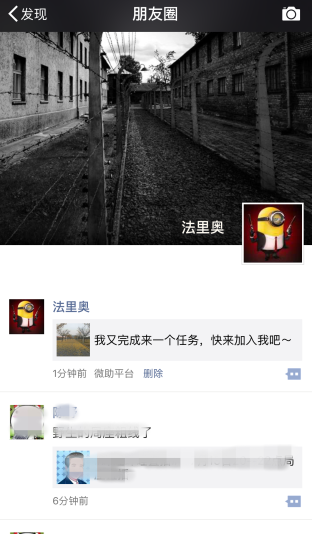 发现
朋友圈
法里奥
法里奥
我又完成来一个任务，快来加入我吧～
1分钟前 微助平台 删除
了
局
6分钟前